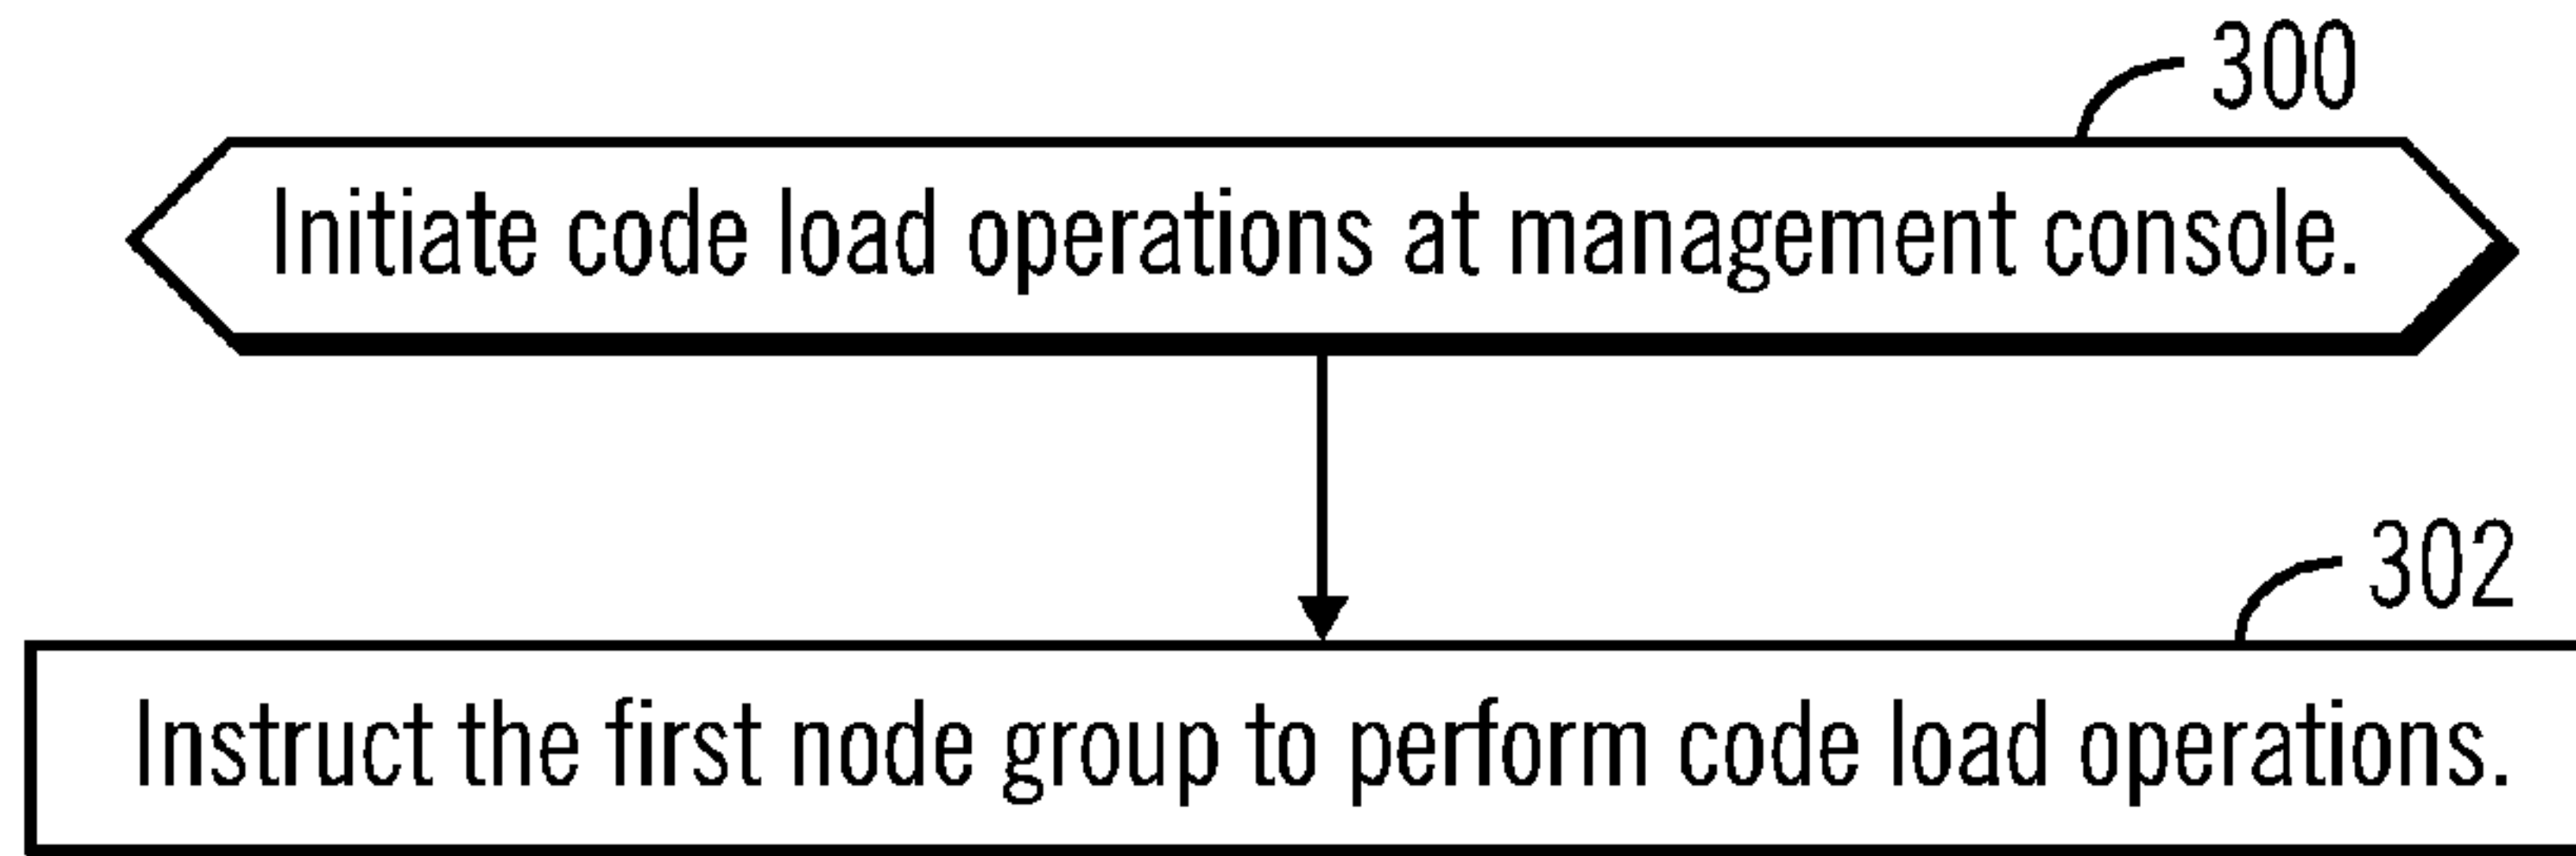 300
Initiate code load operations at management console.
302
Instruct the first node group to perform code load operations.